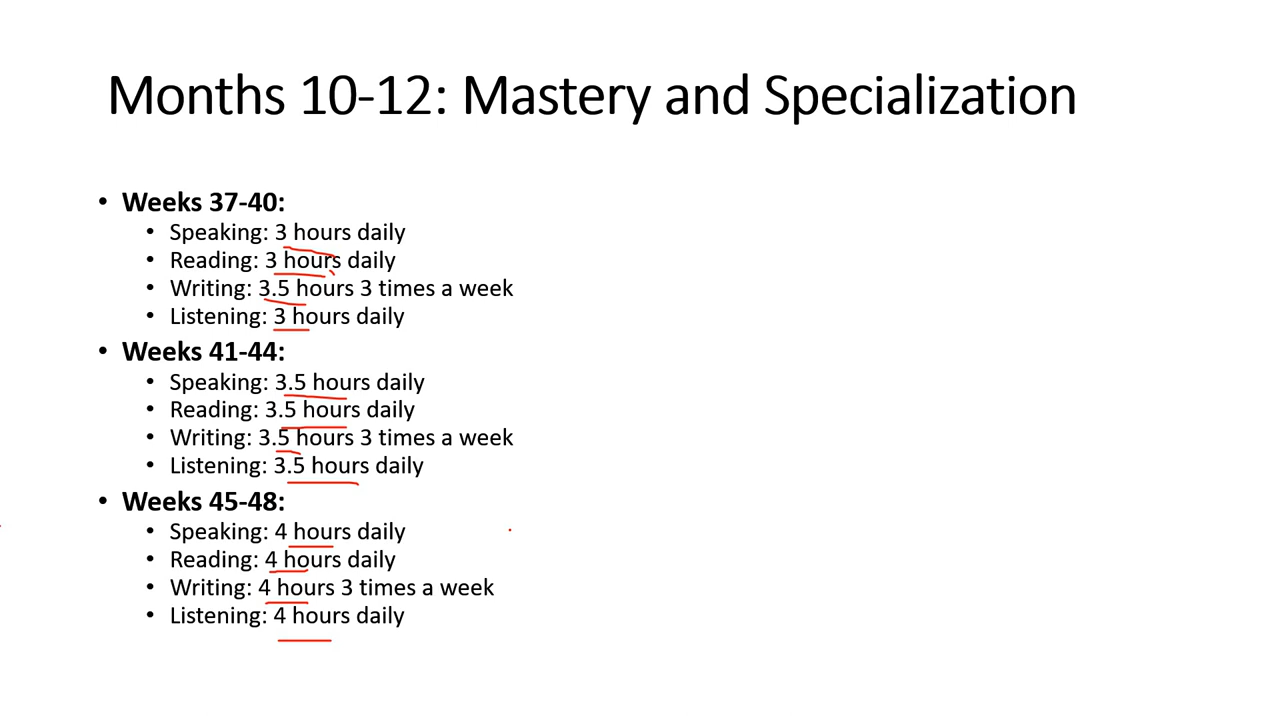 Months 10-12: Mastery and Specialization
• Weeks 37-40:
• Speaking: 3 hours daily
• Reading: 3 hours daily
• Writing: 3.5 hours 3 times a week
• Listening: 3 hours daily
• Weeks 41-44:
• Speaking: 3.5 hours daily
• Reading: 3.5 hours daily
• Writing: 3.5 hours 3 times a week
• Listening: 3.5 hours daily
• Weeks 45-48:
• Speaking: 4 hours daily
• Reading: 4 hours daily
• Writing: 4 hours 3 times a week
• Listening: 4 hours daily